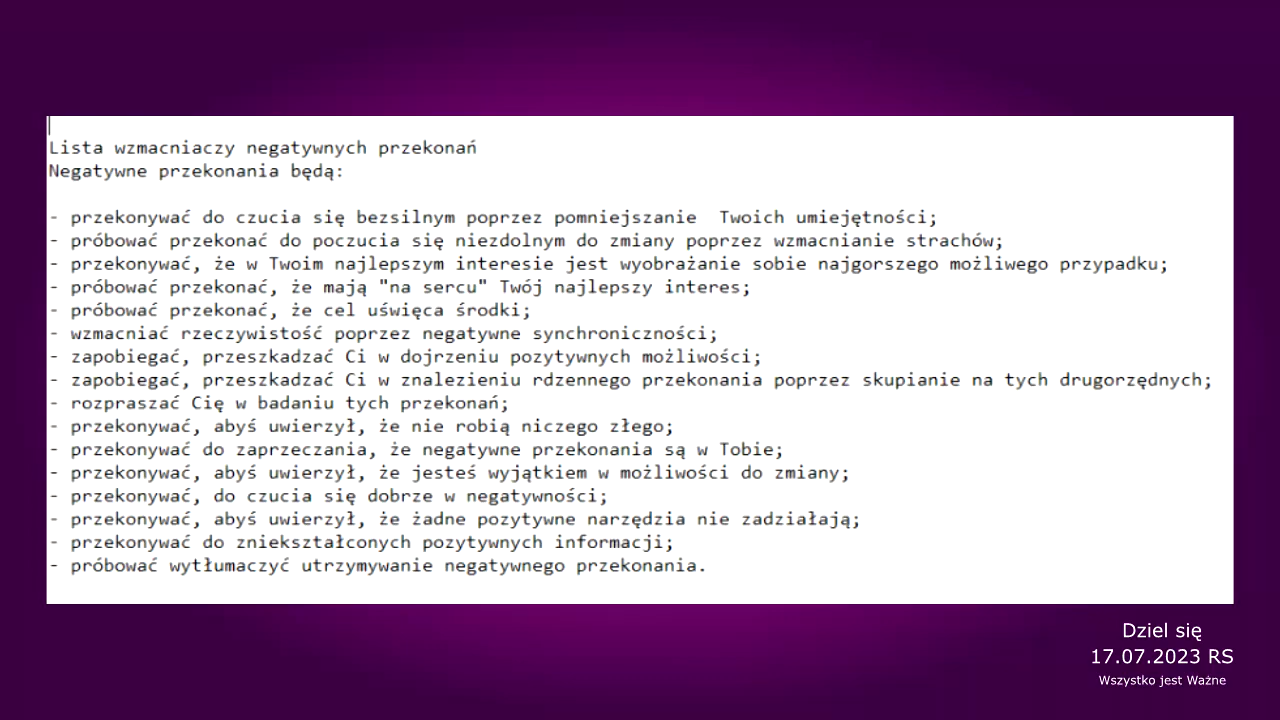 Lista wzmacniaczy negatywnych przekonań
Negatywne przekonania będą:
- przekonywać do czucia się bezsilnym poprzez pomniejszanie  Twoich umiejętności;
- próbować przekonać do poczucia się niezdolnym do zmiany poprzez wzmacnianie strachów;
- przekonywać, że w Twoim najlepszym interesie jest wyobrażanie sobie najgorszego możliwego przypadku;
- próbować przekonać, że mają "na sercu" Twój najlepszy interes;
- próbować przekonać, że cel uświęca środki;
- wzmacniać rzeczywistość poprzez negatywne synchroniczności;
- zapobiegać, przeszkadzać Ci w dojrzeniu pozytywnych możliwości;
- zapobiegać, przeszkadzać Ci w znalezieniu rdzennego przekonania poprzez skupianie na tych drugorzędnych;
- rozpraszać Cię w badaniu tych przekonań;
- przekonywać, abyś uwierzył, że nie robią niczego złego;
- przekonywać do zaprzeczania, że negatywne przekonania są w Tobie;
- przekonywać, abyś uwierzył, że jesteś wyjątkiem w możliwości do zmiany;
- przekonywać, do czucia się dobrze w negatywności;
- przekonywać, abyś uwierzył, że żadne pozytywne narzędzia nie zadziałają;
- przekonywać do zniekształconych pozytywnych informacji;
- próbować wytłumaczyć utrzymywanie negatywnego przekonania.
Dziel się
17.07.2023 RS
Wszystko jest Ważne